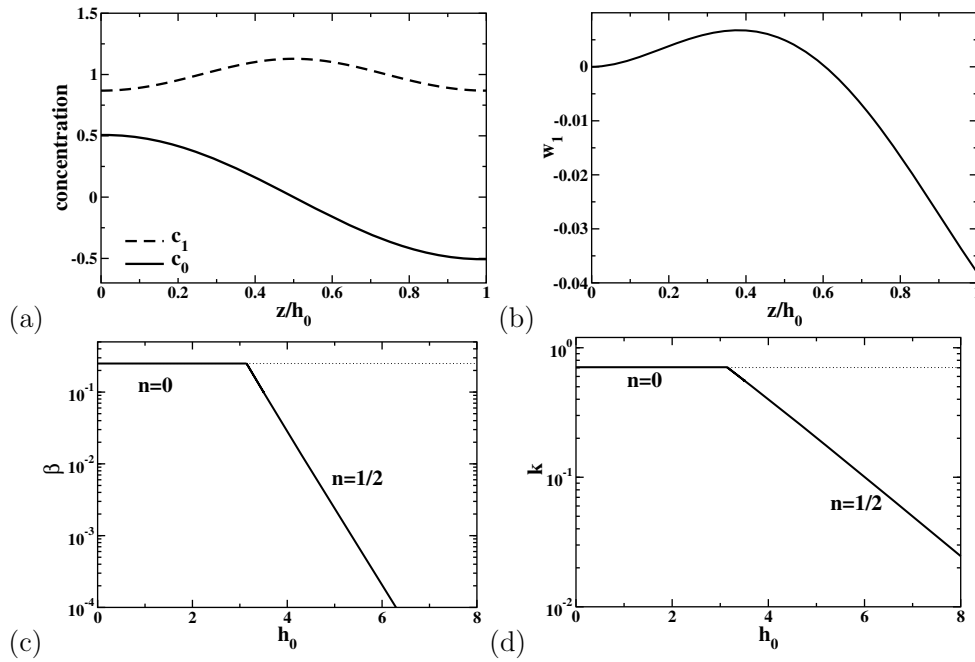 1.5
1
0.5
0
-0.5
concentration
c1
c0
0 0.2 0.4 0.6 0.8 1
z/h0
(a)
0
-0.01
-0.02
-0.03
-0.04
w1
0 0.2 0.4 0.6 0.8 1
z/h0
(b)
10^-1
10^-2
10^-3
10^-4
β
n=0
n=1/2
0 2 4 6 8
h0
(c)
10^0
10^-1
10^-2
k
n=0
n=1/2
0 2 4 6 8
h0
(d)